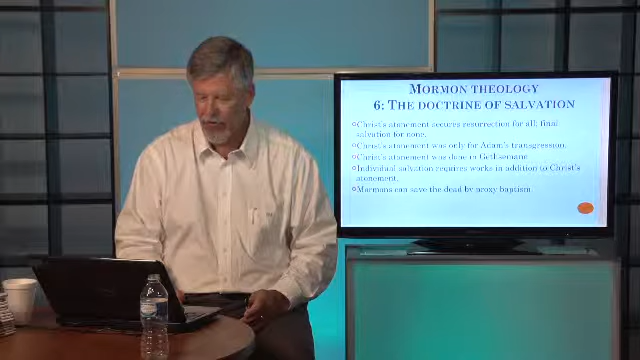 MORMON THEOLOGY
6: THE DOCTRINE OF SALVATION
Christ's atonement secures resurrection for all; final
salvation for none.
Christ's atonement was only for Adam's transgression.
Christ's atonement was done in Gethsemane
Individual salvation requires works in addition to Christ's
atonement.
Mormons can save the dead by proxy baptism.